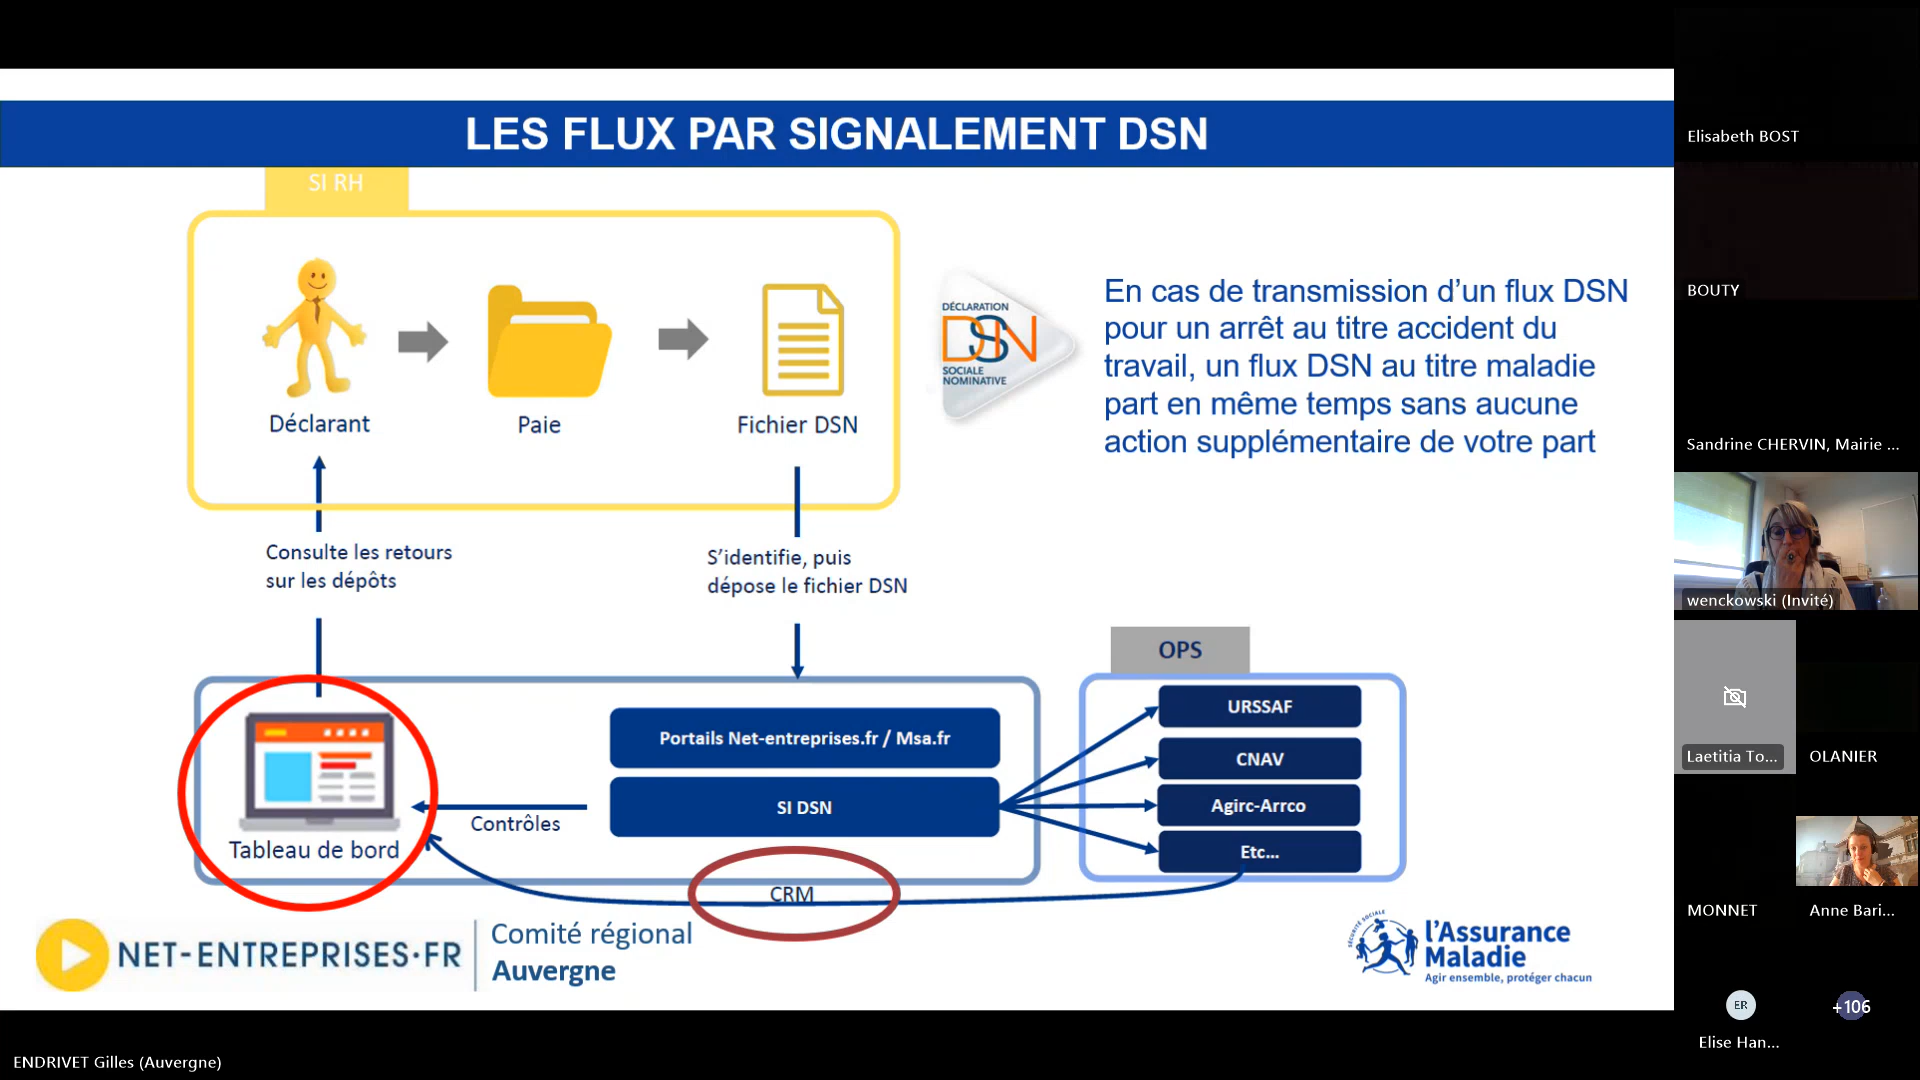 LES FLUX PAR SIGNALEMENT DSN
SI RH
Déclarant
Paie
Fichier DSN
DÉCLARATION
DSN
SOCIALE
NOMINATIVE
En cas de transmission d’un flux DSN
pour un arrêt au titre accident du
travail, un flux DSN au titre maladie
part en même temps sans aucune
action supplémentaire de votre part
Consulte les retours
sur les dépôts
S’identifie, puis
dépose le fichier DSN
OPS
Portails Net-entreprises.fr / Msa.fr
SI DSN
URSSAF
CNAV
Agirc-Arrco
Etc...
Contrôles
Tableau de bord
CRM
NET-ENTREPRISES·FR
Comité régional
Auvergne
SÉCURITÉ SOCIALE
l’Assurance
Maladie
Agir ensemble, protéger chacun
Elisabeth BOST
BOUTY
Sandrine CHERVIN, Mairie ...
wenckowski (Invité)
Laetitia To...
OLANIER
MONNET
Anne Bari...
ER
+106
Elise Han...
ENDRIVET Gilles (Auvergne)